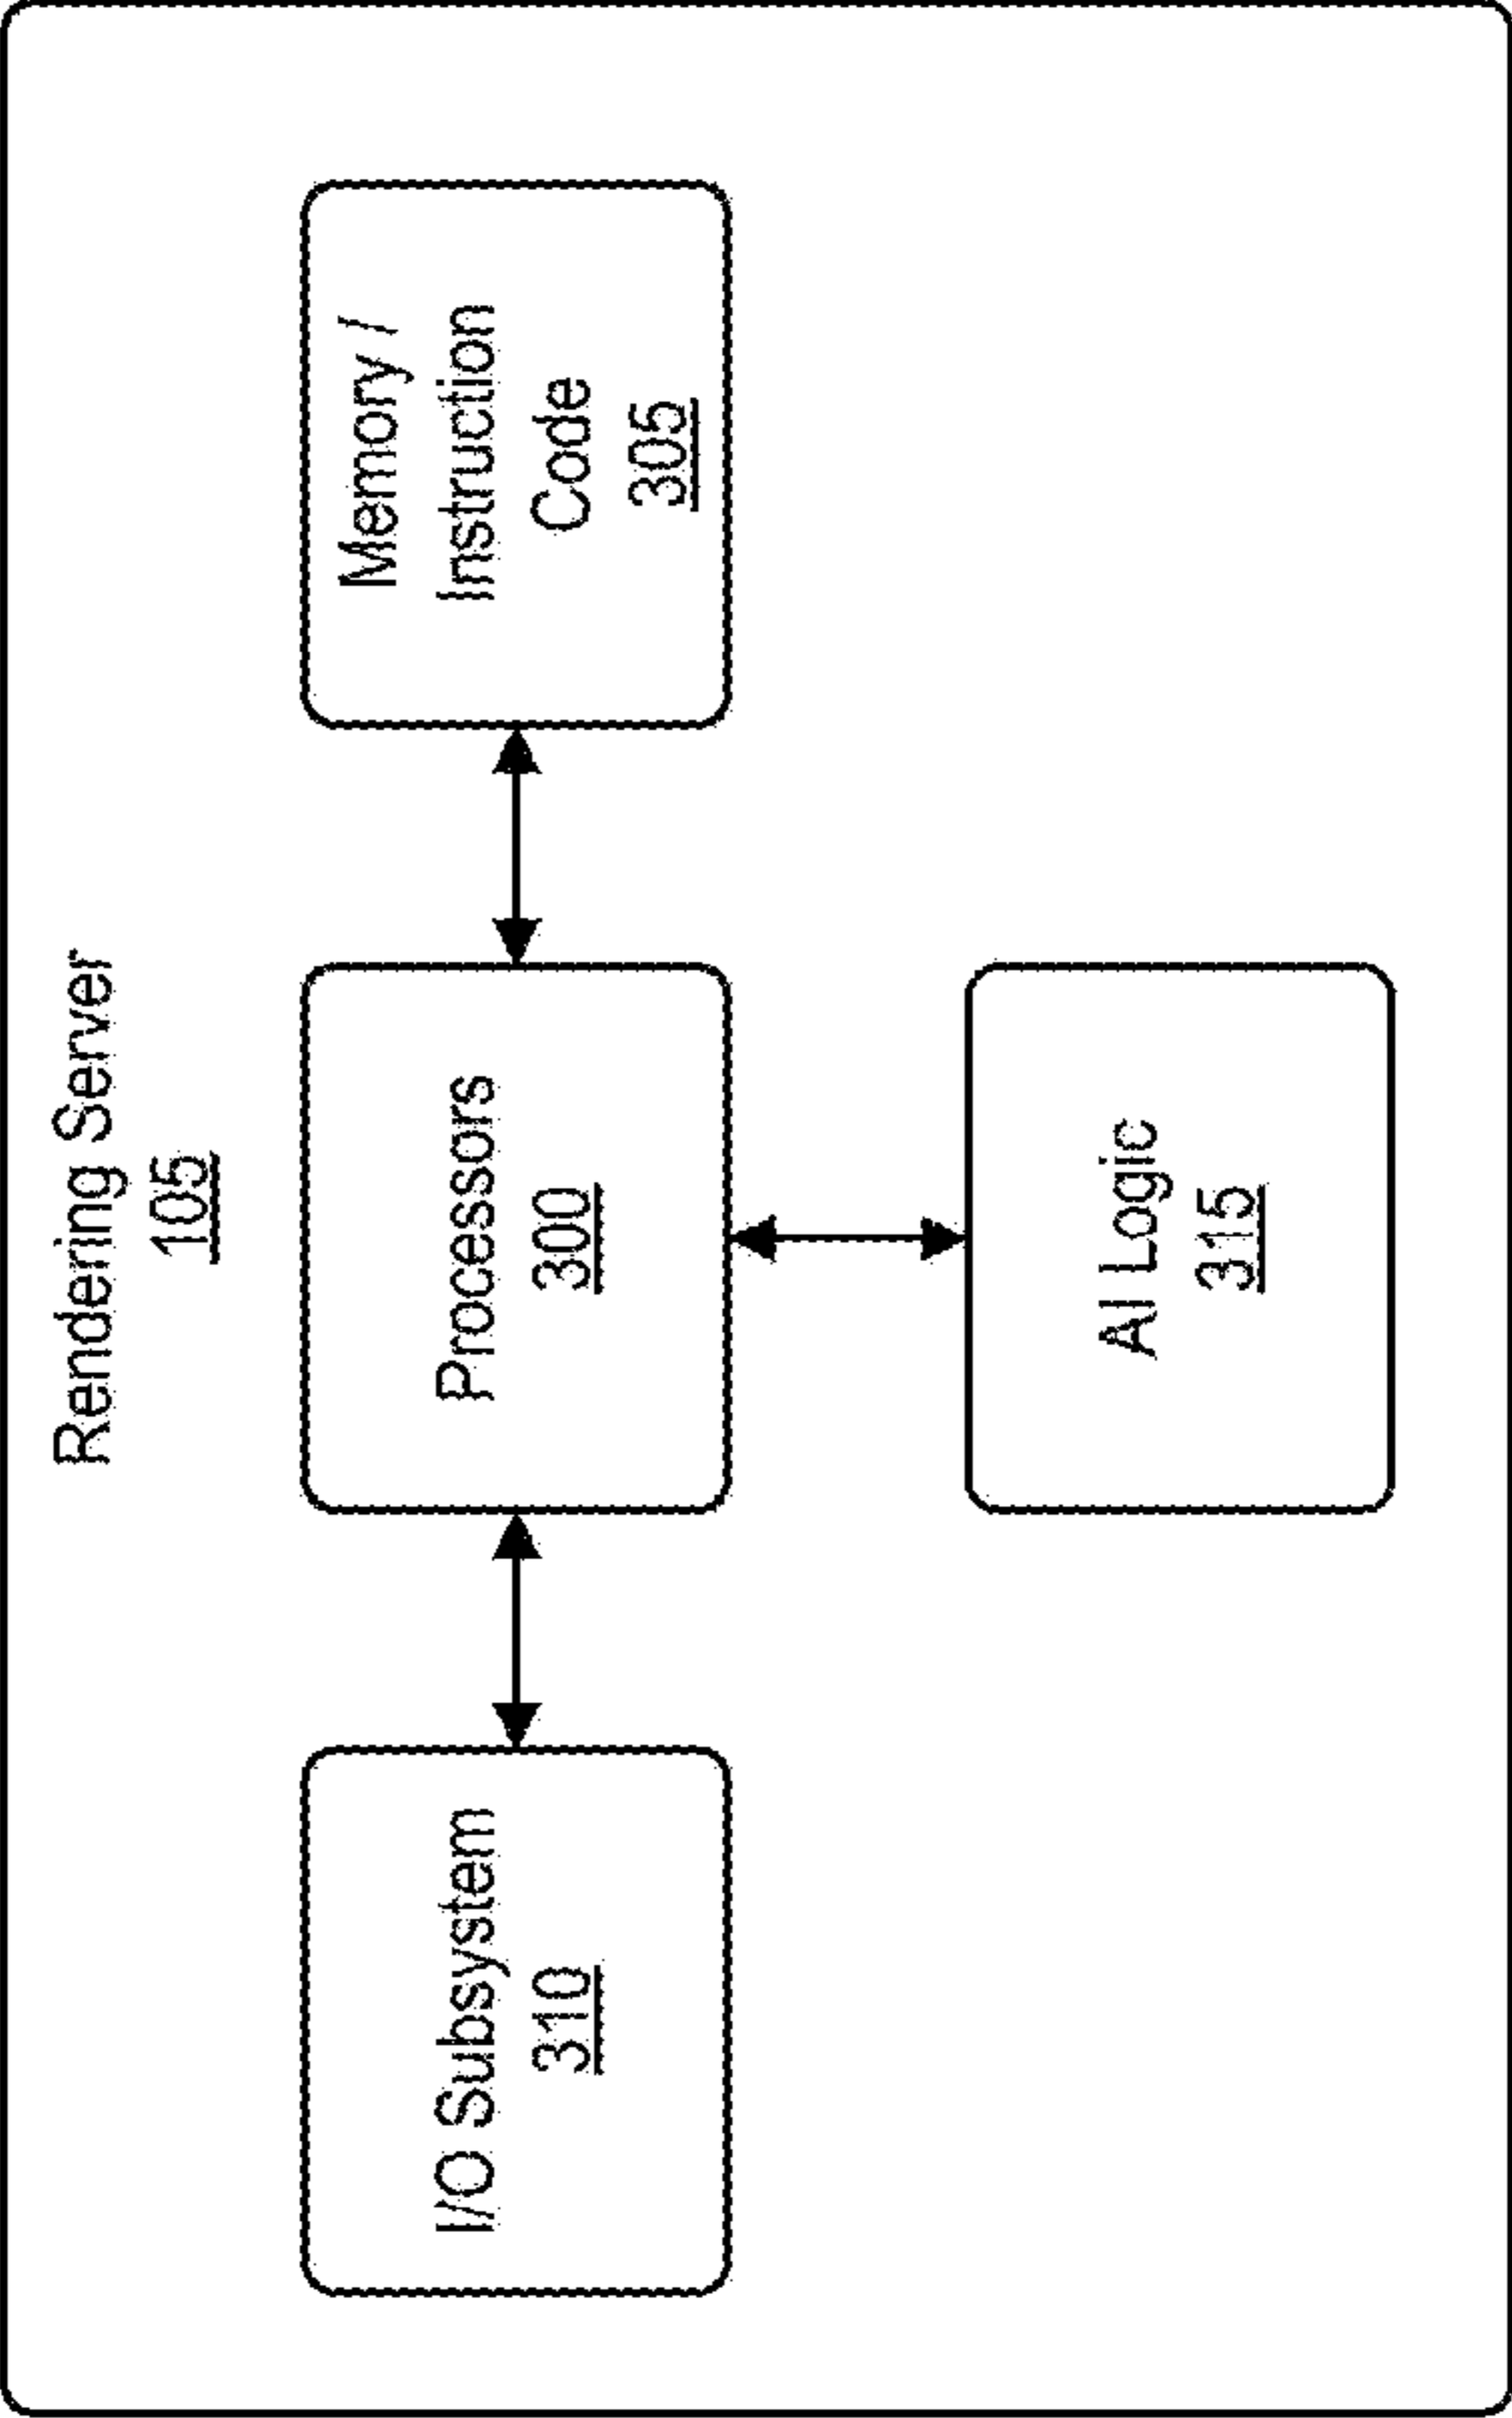 Rendering Server
105
I/O Subsystem
310
Processors
300
Memory /
Instruction
Code
305
AI Logic
315